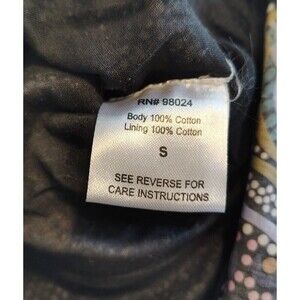 RN# 98024
Body 100% Cotton
Lining 100% Cotton
S
SEE REVERSE FOR
CARE INSTRUCTIONS